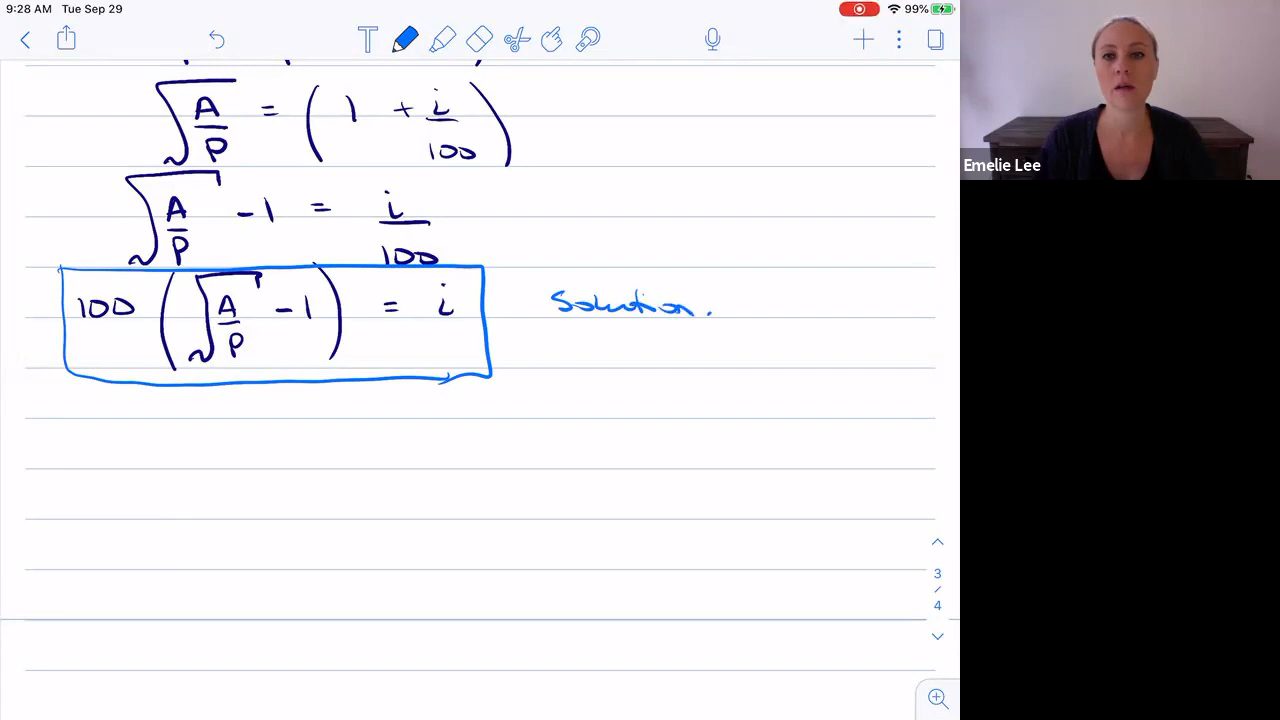 9:28 AM Tue Sep 29
99%
T
√(A/P) = (1 + i/100)
√(A/P) - 1 = i/100
100 (√(A/P) - 1) = i
Solution.
3
/
4
Emelie Lee